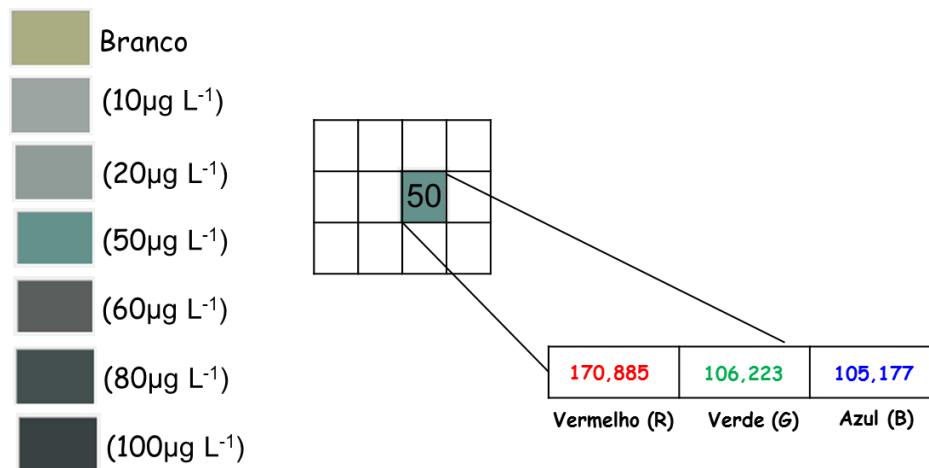 Branco
(10µg L⁻¹)
(20µg L⁻¹)
(50µg L⁻¹)
(60µg L⁻¹)
(80µg L⁻¹)
(100µg L⁻¹)
50
170,885 106,223 105,177
Vermelho (R) Verde (G) Azul (B)